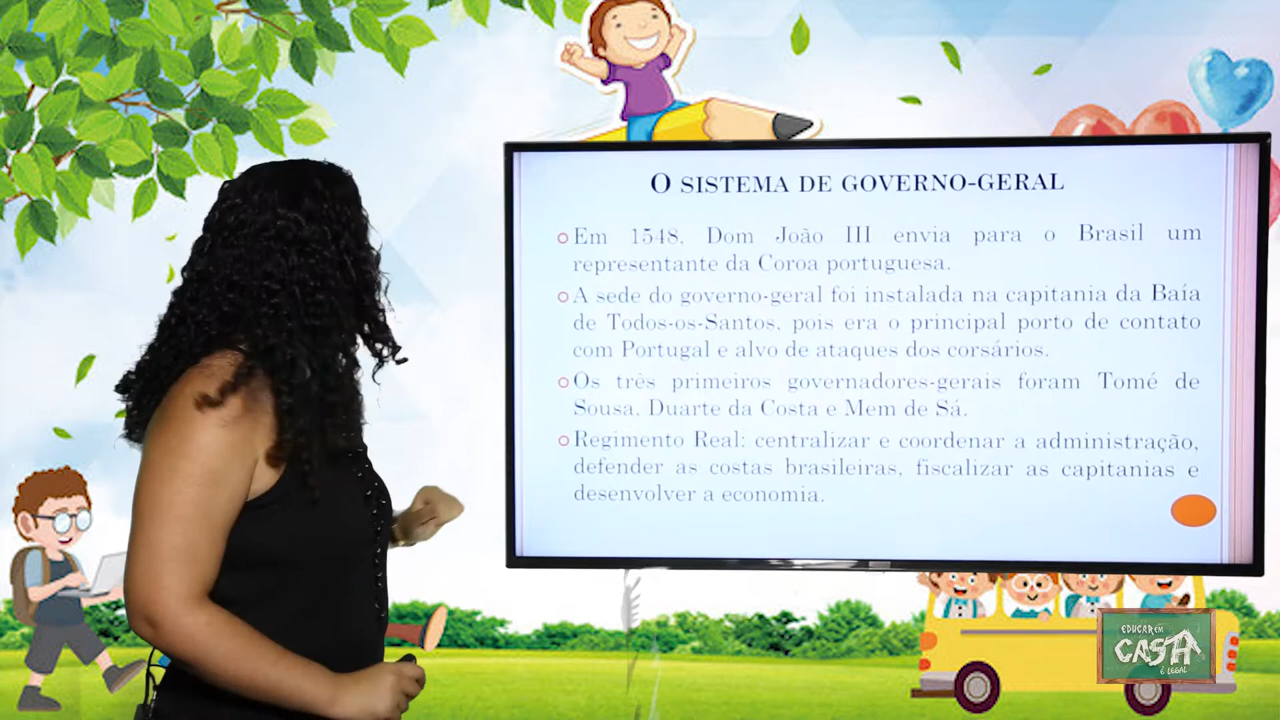 O SISTEMA DE GOVERNO-GERAL
Em 1548, Dom João III envia para o Brasil um
representante da Coroa portuguesa.
A sede do governo-geral foi instalada na capitania da Baía
de Todos-os-Santos, pois era o principal porto de contato
com Portugal e alvo de ataques dos corsários.
Os três primeiros governadores-gerais foram Tomé de
Sousa, Duarte da Costa e Mem de Sá.
Regimento Real: centralizar e coordenar a administração,
defender as costas brasileiras, fiscalizar as capitanias e
desenvolver a economia.
EDUCAR EM
CASA
É LEGAL